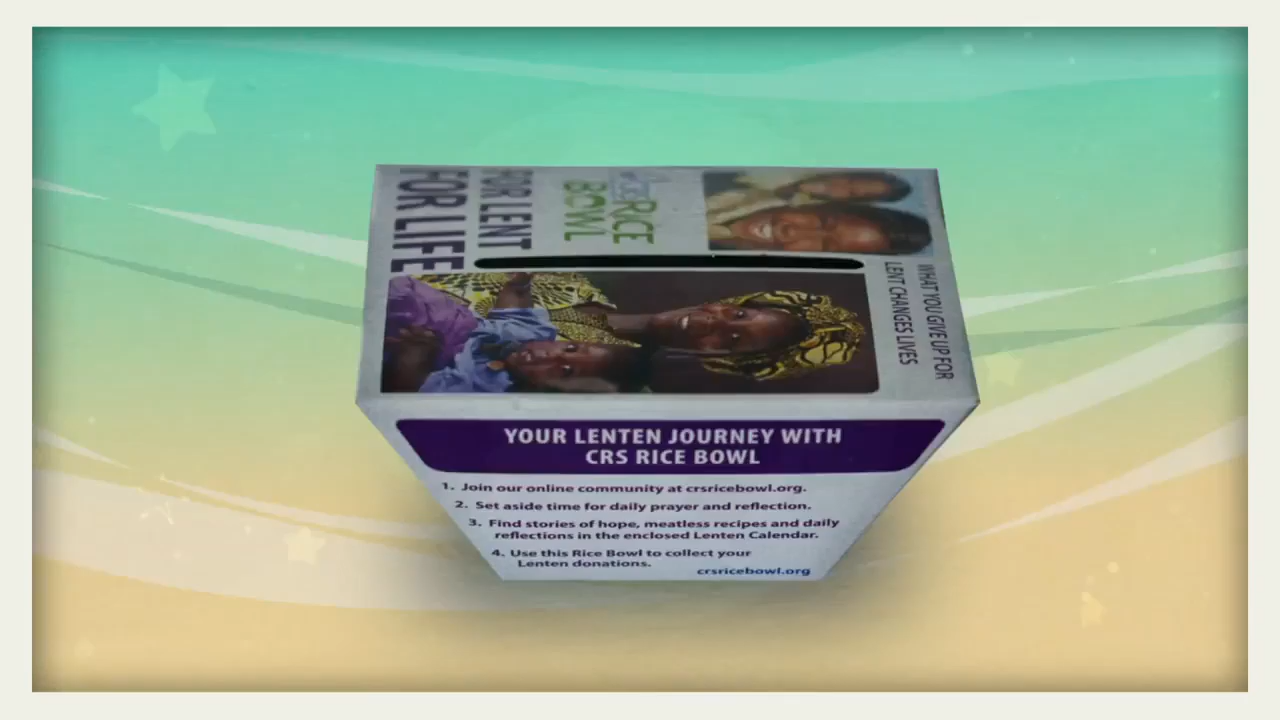 FOR LENT
FOR LIFE
CRS RICE
BOWL
WHAT YOU GIVE UP FOR
LENT CHANGES LIVES
YOUR LENTEN JOURNEY WITH
CRS RICE BOWL
1. Join our online community at crsricebowl.org.
2. Set aside time for daily prayer and reflection.
3. Find stories of hope, meatless recipes and daily
reflections in the enclosed Lenten Calendar.
4. Use this Rice Bowl to collect your
Lenten donations.
crsricebowl.org